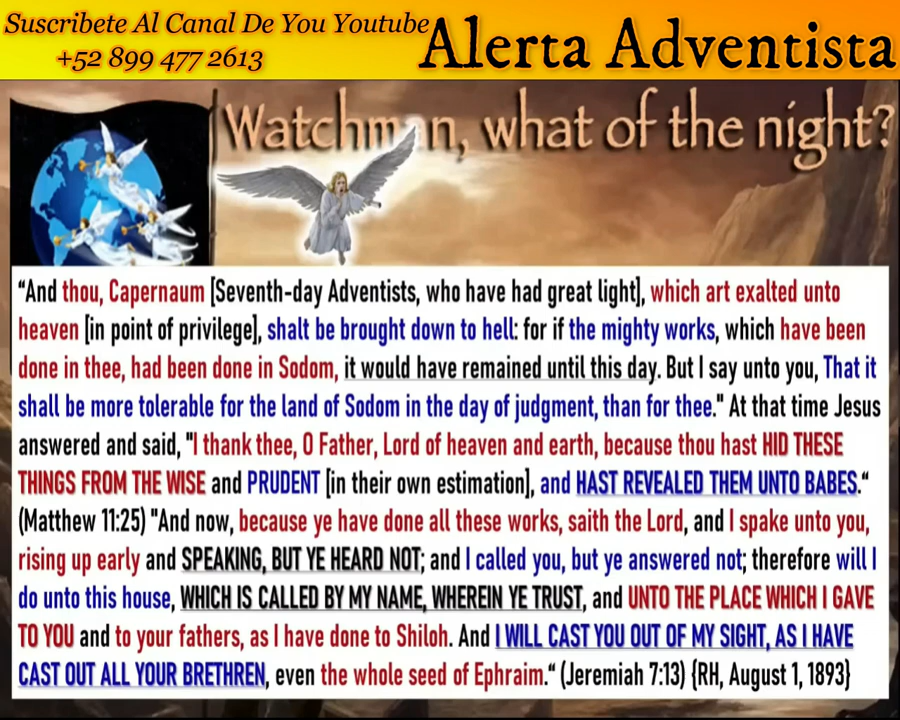 Suscribete Al Canal De You Youtube
+52 899 477 2613
Alerta Adventista
Watchman, what of the night?
“And thou, Capernaum [Seventh-day Adventists, who have had great light], which art exalted unto
heaven [in point of privilege], shalt be brought down to hell: for if the mighty works, which have been
done in thee, had been done in Sodom, it would have remained until this day. But I say unto you, That it
shall be more tolerable for the land of Sodom in the day of judgment, than for thee." At that time Jesus
answered and said, "I thank thee, O Father, Lord of heaven and earth, because thou hast HID THESE
THINGS FROM THE WISE and PRUDENT [in their own estimation], and HAST REVEALED THEM UNTO BABES.“
(Matthew 11:25) "And now, because ye have done all these works, saith the Lord, and I spake unto you,
rising up early and SPEAKING, BUT YE HEARD NOT; and I called you, but ye answered not; therefore will I
do unto this house, WHICH IS CALLED BY MY NAME, WHEREIN YE TRUST, and UNTO THE PLACE WHICH I GAVE
TO YOU and to your fathers, as I have done to Shiloh. And I WILL CAST YOU OUT OF MY SIGHT, AS I HAVE
CAST OUT ALL YOUR BRETHREN, even the whole seed of Ephraim.“ (Jeremiah 7:13) {RH, August 1, 1893}